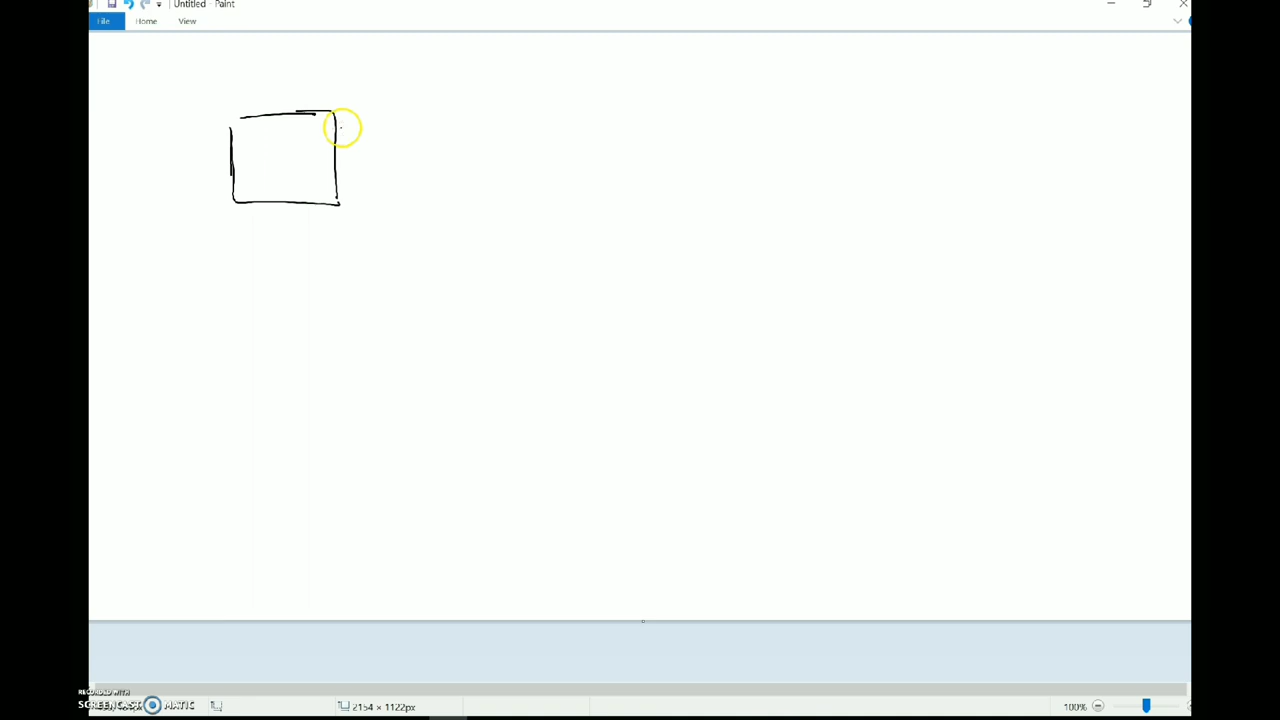 Untitled - Paint
File Home View
RECORDED WITH
SCREENCAST MATIC
2154 × 1122px
100%